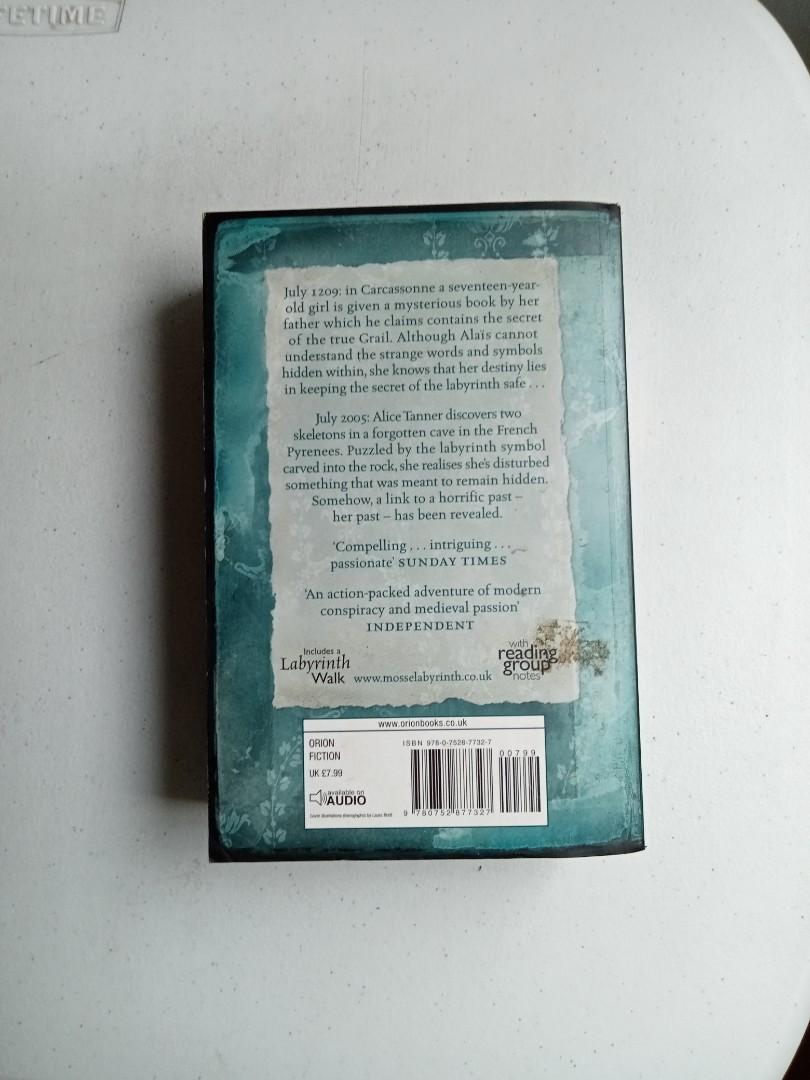 ETIME
July 1209: in Carcassonne a seventeen-year-
old girl is given a mysterious book by her
father which he claims contains the secret
of the true Grail. Although Alaïs cannot
understand the strange words and symbols
hidden within, she knows that her destiny lies
in keeping the secret of the labyrinth safe . . .
July 2005: Alice Tanner discovers two
skeletons in a forgotten cave in the French
Pyrenees. Puzzled by the labyrinth symbol
carved into the rock, she realises she's disturbed
something that was meant to remain hidden.
Somehow, a link to a horrific past –
her past – has been revealed.
'Compelling . . . intriguing . . .
passionate' SUNDAY TIMES
'An action-packed adventure of modern
conspiracy and medieval passion'
INDEPENDENT
Includes a
Labyrinth
Walk www.mosselabyrinth.co.uk
with
reading
group
notes
www.orionbooks.co.uk
ORION
FICTION
UK £7.99
available on
AUDIO
ISBN 978-0-7528-7732-7
00799
9 780752 877327